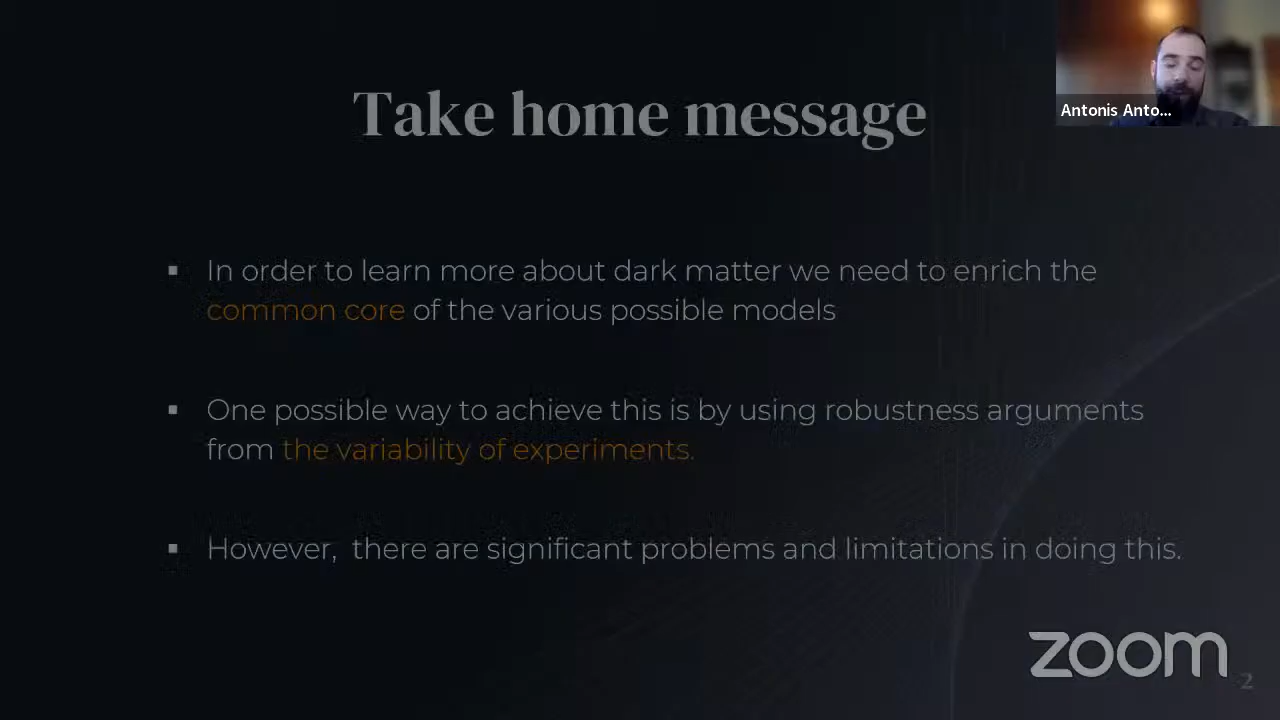 Take home message
Antonis Anto...
▪ In order to learn more about dark matter we need to enrich the
common core of the various possible models
▪ One possible way to achieve this is by using robustness arguments
from the variability of experiments.
▪ However,  there are significant problems and limitations in doing this.
zoom
2